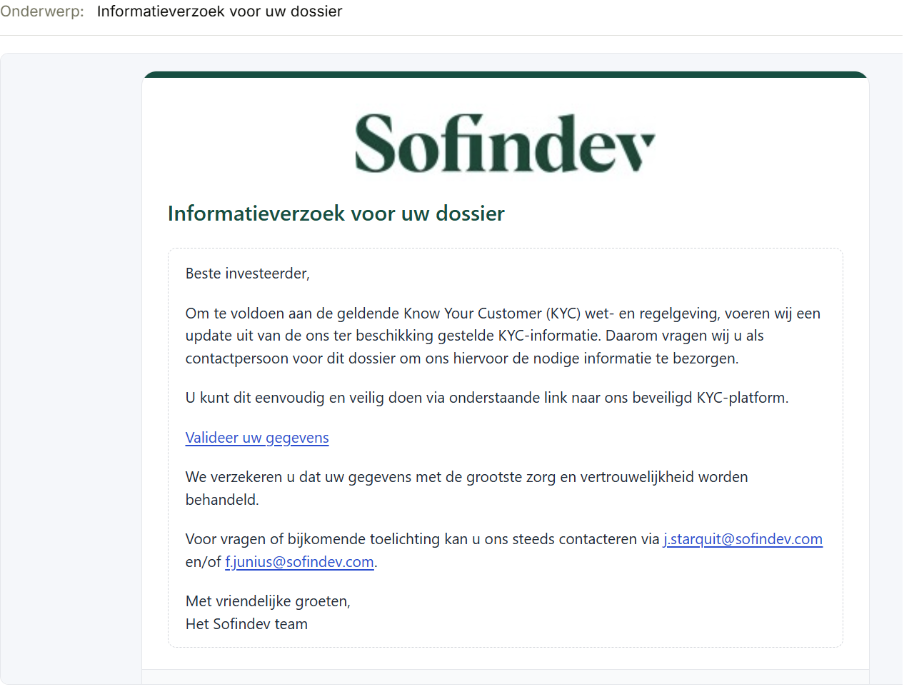 Onderwerp: Informatieverzoek voor uw dossier
Sofindev
Informatieverzoek voor uw dossier
Beste investeerder,
Om te voldoen aan de geldende Know Your Customer (KYC) wet- en regelgeving, voeren wij een
update uit van de ons ter beschikking gestelde KYC-informatie. Daarom vragen wij u als
contactpersoon voor dit dossier om ons hiervoor de nodige informatie te bezorgen.
U kunt dit eenvoudig en veilig doen via onderstaande link naar ons beveiligd KYC-platform.
Valideer uw gegevens
We verzekeren u dat uw gegevens met de grootste zorg en vertrouwelijkheid worden
behandeld.
Voor vragen of bijkomende toelichting kan u ons steeds contacteren via j.starquit@sofindev.com
en/of f.junius@sofindev.com.
Met vriendelijke groeten,
Het Sofindev team